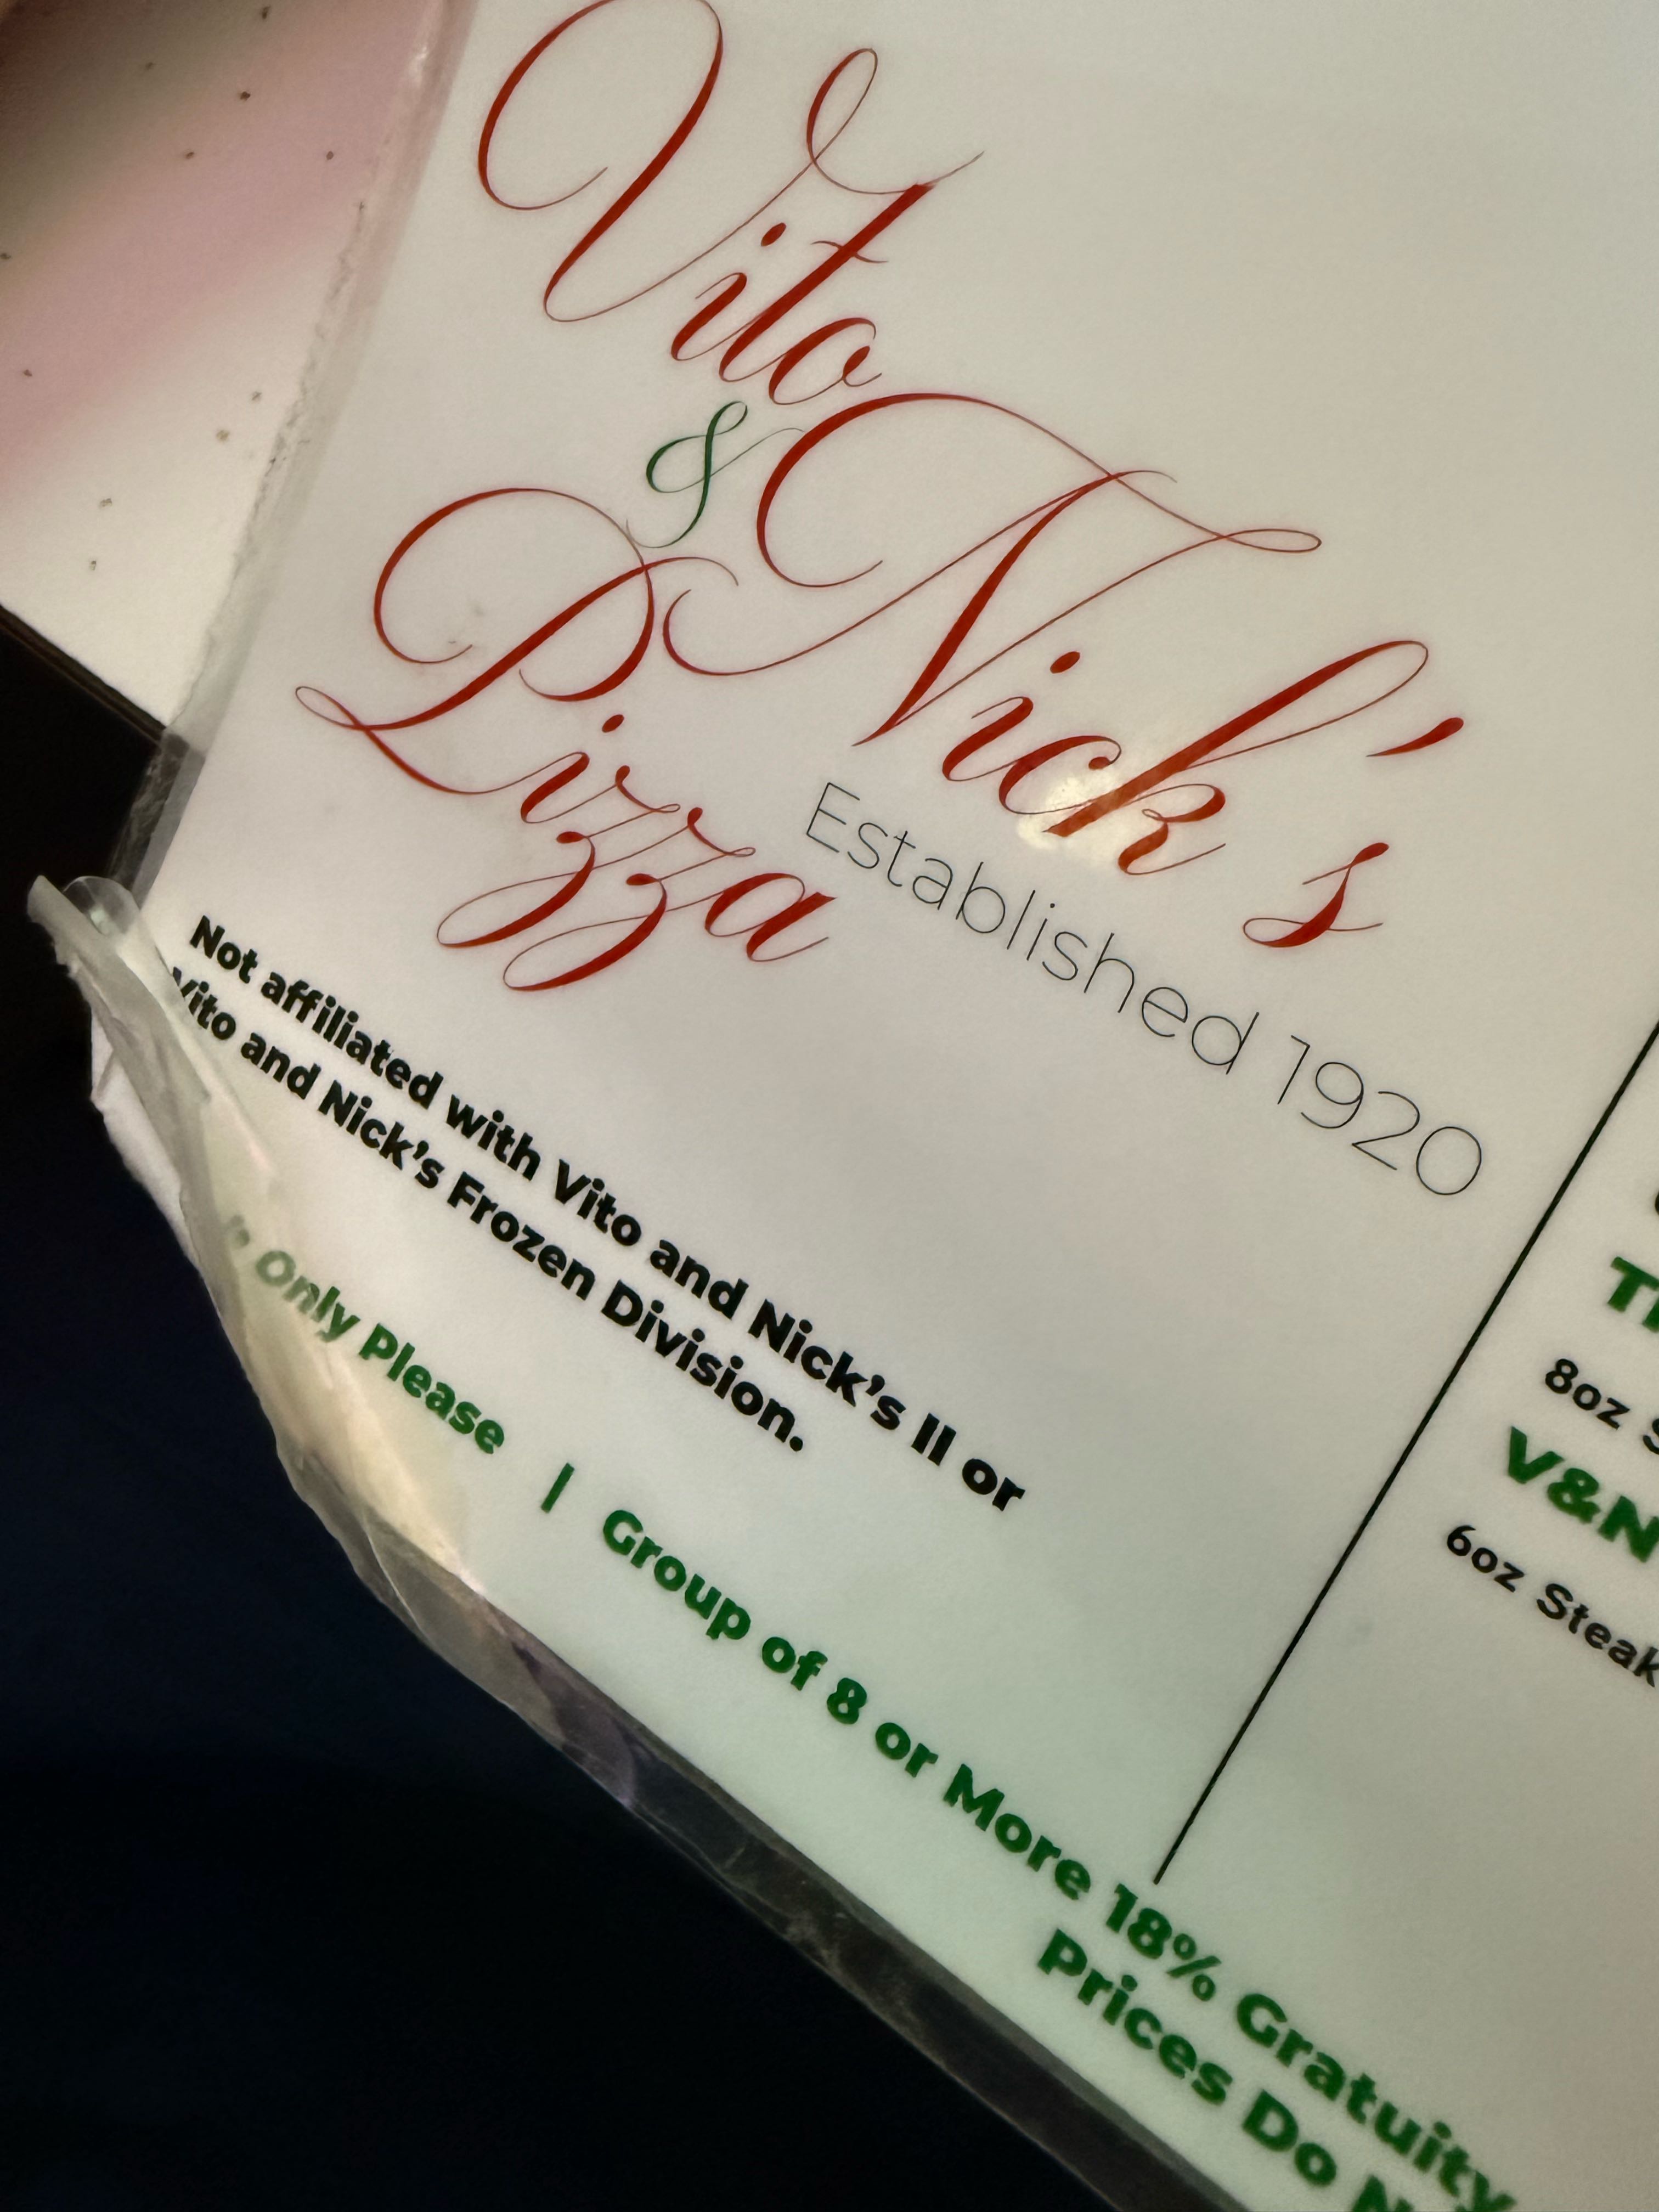 Vito
& Nick's
Pizza
Established 1920
Not affiliated with Vito and Nick's II or
Vito and Nick's Frozen Division.
Only Please | Group of 8 or More 18% Gratuity
Prices Do
8oz
V&N
6oz Steak